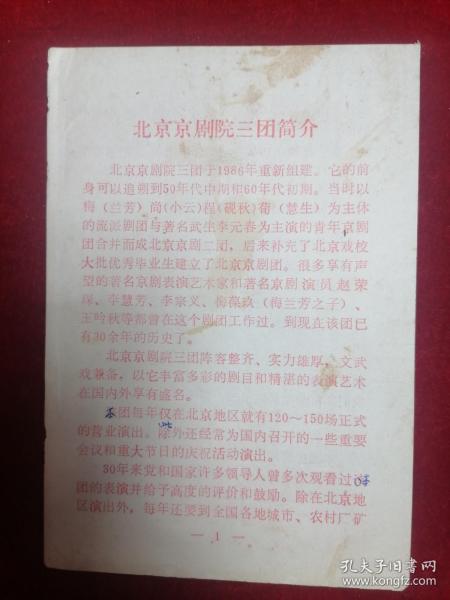 北京京剧院三团简介
北京京剧院三团于1986年重新组建。它的前
身可以追朔到50年代中期和60年代初期。当时以
梅(兰芳)尚(小云)程(砚秋)荀(慧生)为主体
的流派剧团与著名武生李元春为主演的青年京剧
团合并而成北京京剧二团，后来补充了北京戏校
大批优秀毕业生建立了北京京剧团。很多享有声
望的著名京剧表演艺术家和著名京剧演员赵荣
琛、李慧芳、李宗义、梅葆玖(梅兰芳之子)、
王吟秋等都曾在这个剧团工作过。到现在该团已
有30余年的历史了。
北京京剧院三团阵容整齐、实力雄厚、文武
戏兼备，以它丰富多彩的剧目和精湛的表演艺术
在国内外享有盛名。
本团每年仅在北京地区就有120～150场正式
的营业演出。除此外还经常为国内召开的一些重要
会议和重大节日的庆祝活动演出。
30年来党和国家许多领导人曾多次观看过该
团的表演并给予高度的评价和鼓励。除在北京地
区演出外，每年还要到全国各地城市、农村厂矿
— 1 —
孔夫子旧书网
www.kongfz.com